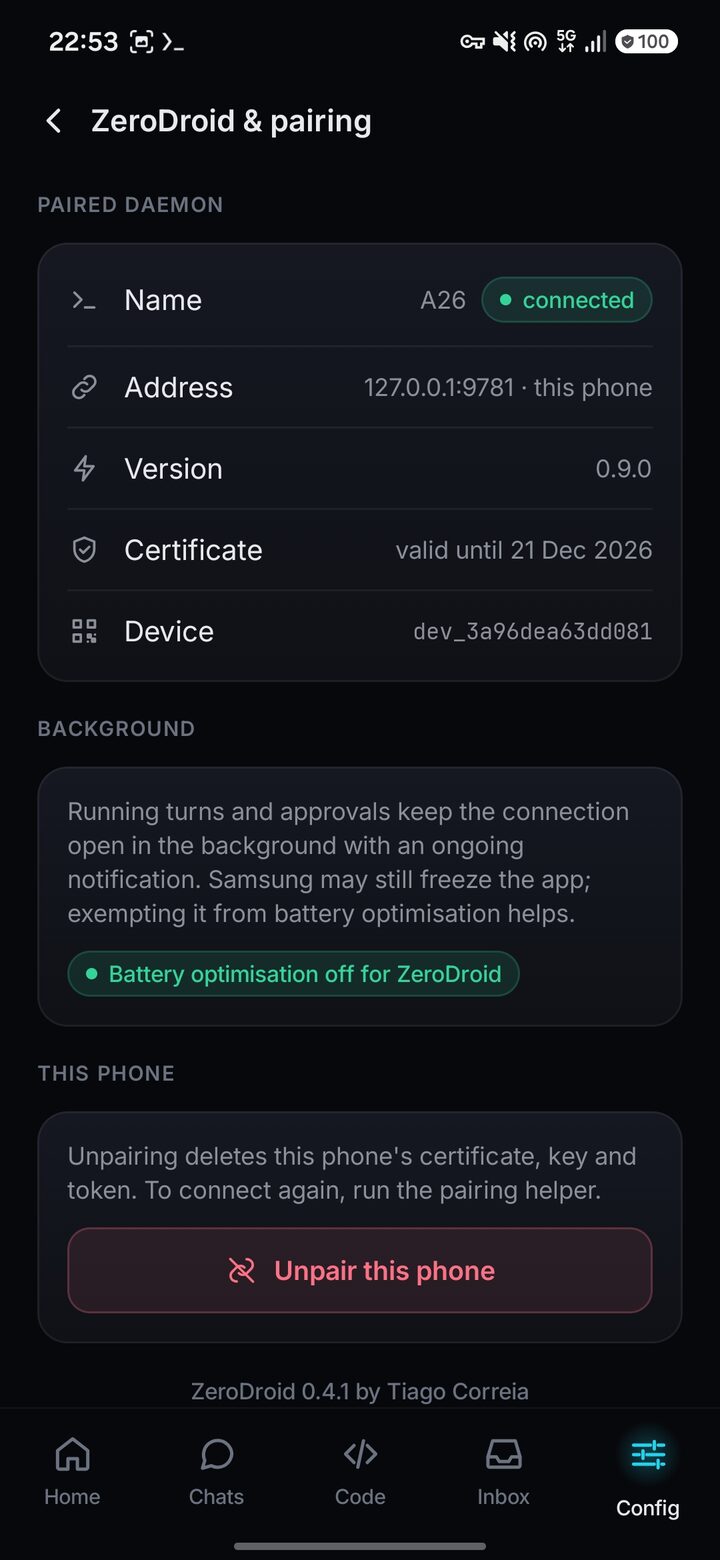 22:53
5G
100
ZeroDroid & pairing
PAIRED DAEMON
Name A26 connected
Address 127.0.0.1:9781 · this phone
Version 0.9.0
Certificate valid until 21 Dec 2026
Device dev_3a96dea63dd081
BACKGROUND
Running turns and approvals keep the connection
open in the background with an ongoing
notification. Samsung may still freeze the app;
exempting it from battery optimisation helps.
Battery optimisation off for ZeroDroid
THIS PHONE
Unpairing deletes this phone's certificate, key and
token. To connect again, run the pairing helper.
Unpair this phone
ZeroDroid 0.4.1 by Tiago Correia
Home Chats Code Inbox Config